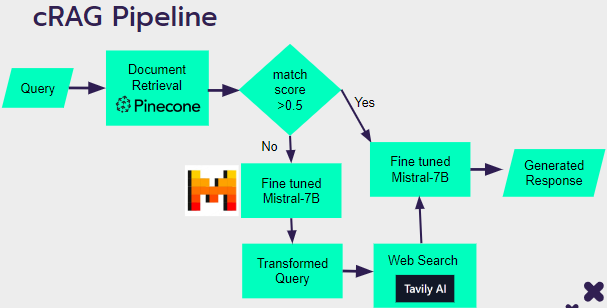 cRAG Pipeline
Query
Document
Retrieval
Pinecone
match
score
>0.5
Yes
No
Fine tuned
Mistral-7B
Fine tuned
Mistral-7B
Generated
Response
Transformed
Query
Web Search
Tavily AI